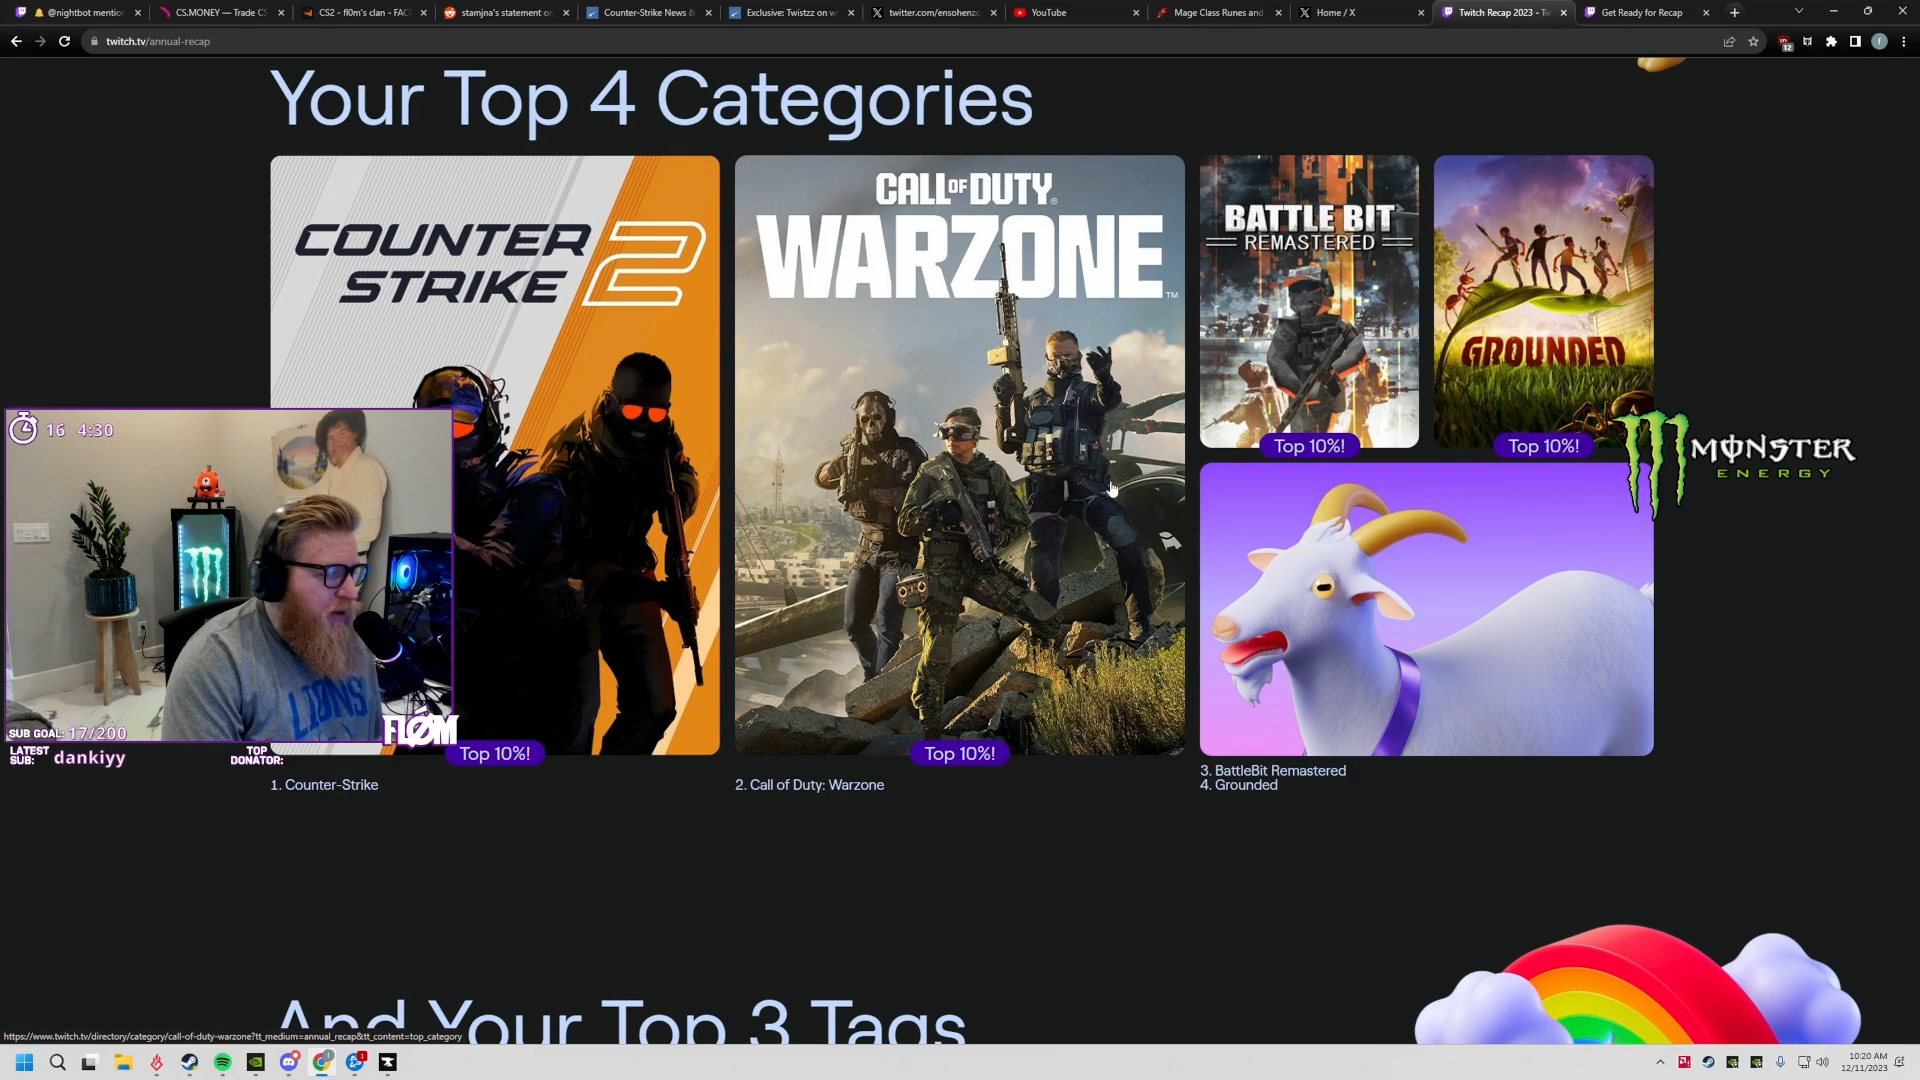 @nightbot mentio
CS.MONEY — Trade CS
CS2 - fl0m's clan - FAC
stamjna's statement o
Counter-Strike News &
Exclusive: Twistzz on w
twitter.com/ensohenzo
YouTube
Mage Class Runes and
Home / X
Twitch Recap 2023 - Tw
Get Ready for Recap
twitch.tv/annual-recap
12
f
Your Top 4 Categories
COUNTER
STRIKE 2
CALL OF DUTY®
WARZONE™
BATTLE BIT
REMASTERED
GROUNDED
Top 10%!
Top 10%!
MONSTER
ENERGY
16 4:30
LIONS
FLØM
SUB GOAL: 17/200
LATEST
SUB: dankiyy
TOP
DONATOR:
Top 10%!
Top 10%!
1. Counter-Strike
2. Call of Duty: Warzone
3. BattleBit Remastered
4. Grounded
And Your Top 3 Tags
https://www.twitch.tv/directory/category/call-of-duty-warzone?tt_medium=annual_recap&tt_content=top_category
10:20 AM
12/11/2023